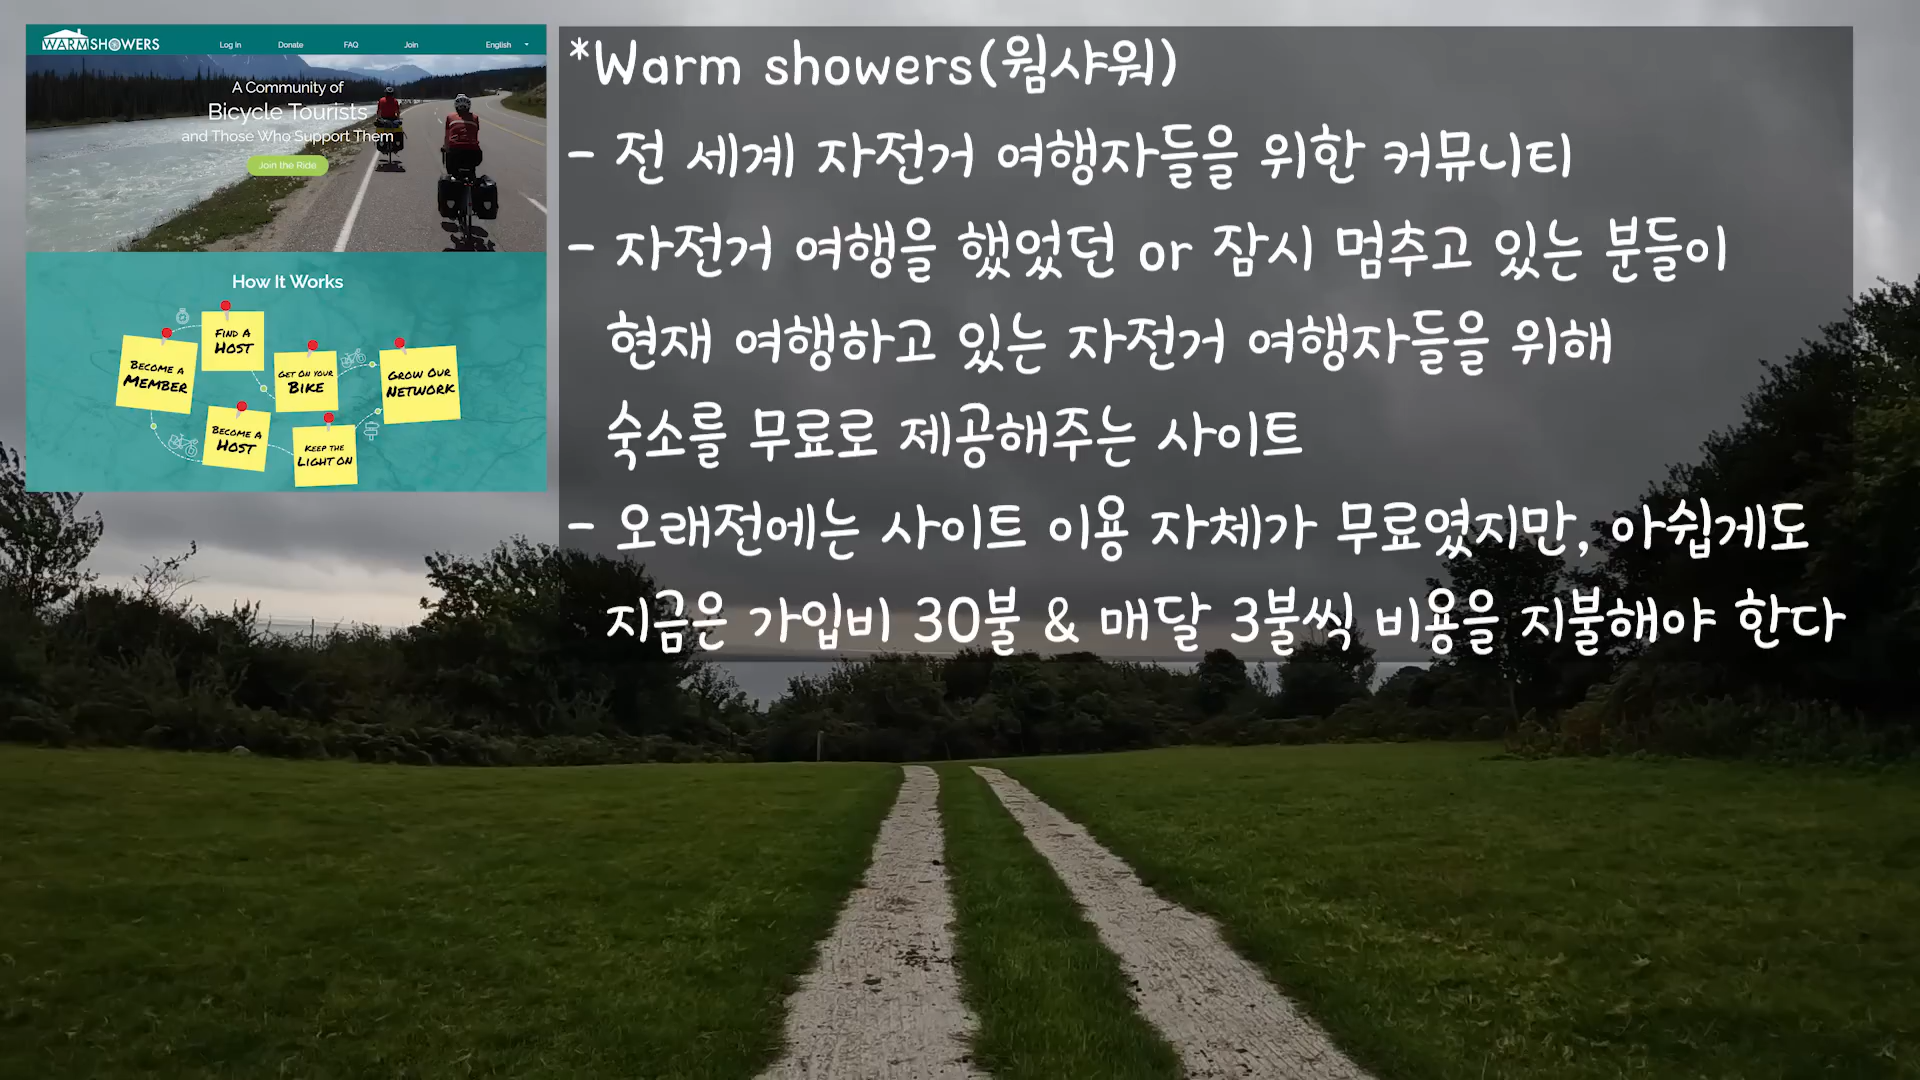 WARMSHOWERS
Log In
Donate
FAQ
Join
English
A Community of
Bicycle Tourists
and Those Who Support Them
Join the Ride
How It Works
BECOME A
MEMBER
FIND A
HOST
GET ON YOUR
BIKE
GROW OUR
NETWORK
BECOME A
HOST
KEEP THE
LIGHT ON
*Warm showers(웜샤워)
- 전 세계 자전거 여행자들을 위한 커뮤니티
- 자전거 여행을 했었던 or 잠시 멈추고 있는 분들이
현재 여행하고 있는 자전거 여행자들을 위해
숙소를 무료로 제공해주는 사이트
- 오래전에는 사이트 이용 자체가 무료였지만, 아쉽게도
지금은 가입비 30불 & 매달 3불씩 비용을 지불해야 한다